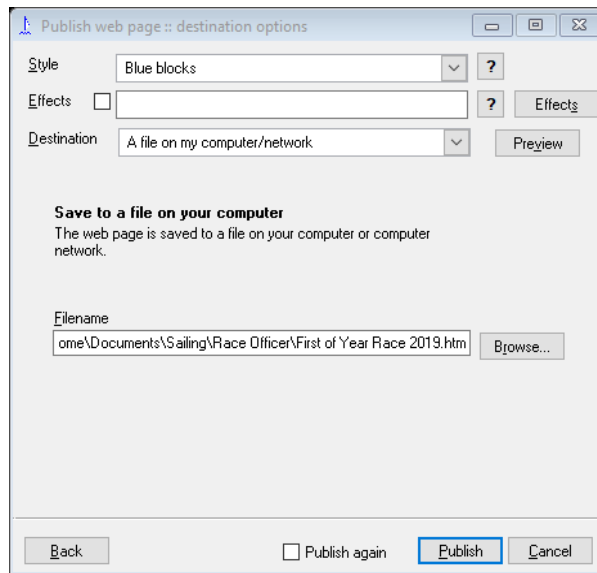 Publish web page :: destination options
Style Blue blocks ?
Effects ? Effects
Destination A file on my computer/network Preview
Save to a file on your computer
The web page is saved to a file on your computer or computer
network.
Filename
ome\Documents\Sailing\Race Officer\First of Year Race 2019.htm Browse...
Back Publish again Publish Cancel